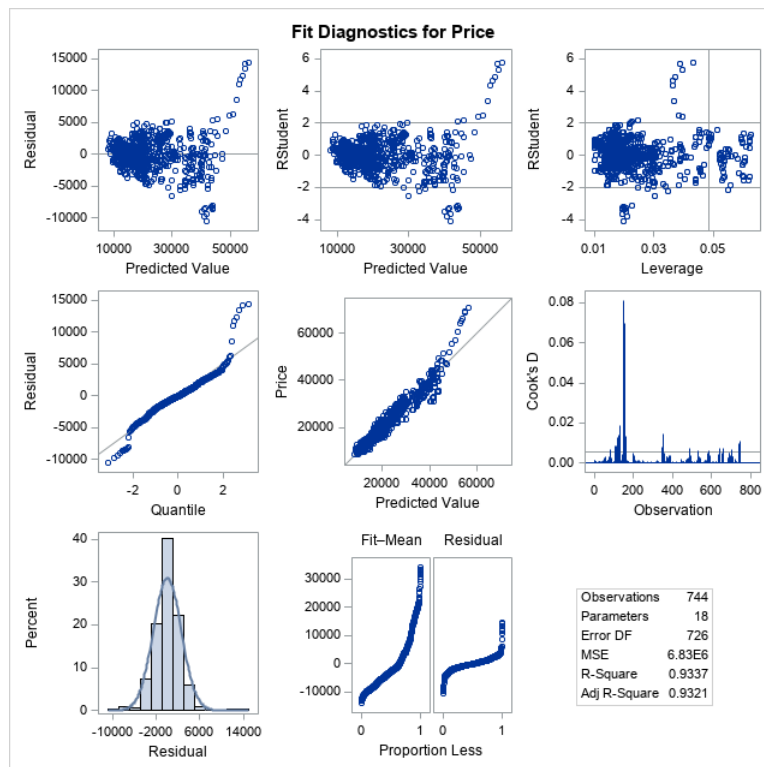 Fit Diagnostics for Price
15000
10000
5000
0
-5000
-10000
Residual
10000 30000 50000
Predicted Value
6
4
2
0
-2
-4
RStudent
10000 30000 50000
Predicted Value
6
4
2
0
-2
-4
RStudent
0.01 0.03 0.05
Leverage
15000
10000
5000
0
-5000
-10000
Residual
-2 0 2
Quantile
60000
40000
20000
Price
20000 40000 60000
Predicted Value
0.08
0.06
0.04
0.02
0.00
Cook's D
0 200 400 600 800
Observation
40
30
20
10
0
Percent
-10000 -2000 6000 14000
Residual
Fit–Mean Residual
30000
20000
10000
0
-10000
0 1 0 1
Proportion Less
Observations 744
Parameters 18
Error DF 726
MSE 6.83E6
R-Square 0.9337
Adj R-Square 0.9321